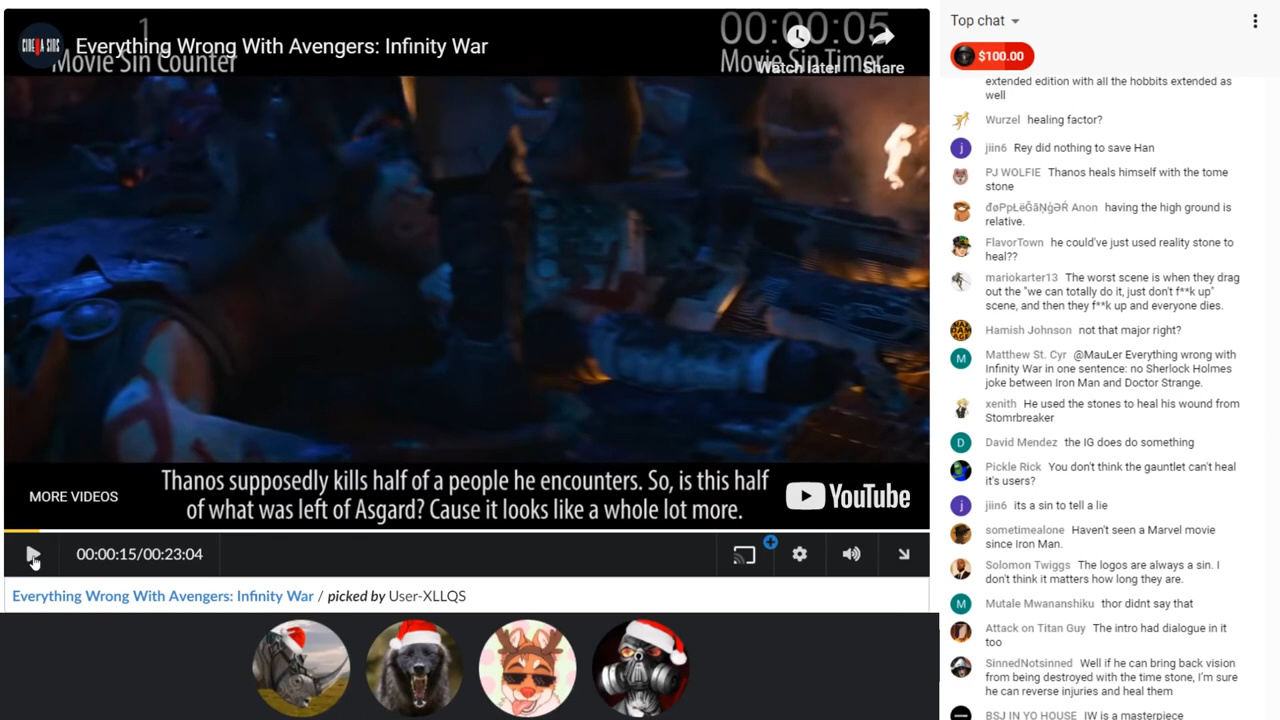 CINEMA SINS
Everything Wrong With Avengers: Infinity War
1
Movie Sin Counter
00:00:05
Movie Sin Timer
Watch later
Share
Thanos supposedly kills half of a people he encounters. So, is this half
of what was left of Asgard? Cause it looks like a whole lot more.
MORE VIDEOS
YouTube
00:00:15/00:23:04
Everything Wrong With Avengers: Infinity War / picked by User-XLLQS
Top chat
$100.00
extended edition with all the hobbits extended as
well
Wurzel healing factor?
j
jiin6 Rey did nothing to save Han
PJ WOLFIE Thanos heals himself with the tome
stone
đøPpŁëĞãŅģƏŔ Anon having the high ground is
relative.
FlavorTown he could've just used reality stone to
heal??
mariokarter13 The worst scene is when they drag
out the "we can totally do it, just don't f**k up"
scene, and then they f**k up and everyone dies.
Hamish Johnson not that major right?
M
Matthew St. Cyr @MauLer Everything wrong with
Infinity War in one sentence: no Sherlock Holmes
joke between Iron Man and Doctor Strange.
xenith He used the stones to heal his wound from
Stomrbreaker
D
David Mendez the IG does do something
Pickle Rick You don't think the gauntlet can't heal
it's users?
j
jiin6 its a sin to tell a lie
sometimealone Haven't seen a Marvel movie
since Iron Man.
Solomon Twiggs The logos are always a sin. I
don't think it matters how long they are.
M
Mutale Mwananshiku thor didnt say that
Attack on Titan Guy The intro had dialogue in it
too
SinnedNotsinned Well if he can bring back vision
from being destroyed with the time stone, I'm sure
he can reverse injuries and heal them
BSJ IN YO HOUSE IW is a masterpiece